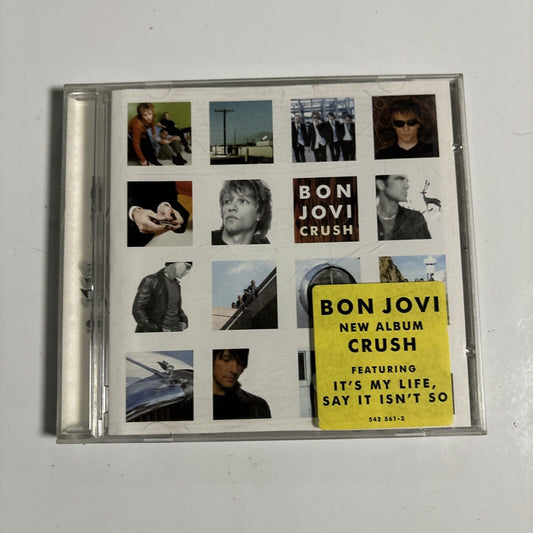 BON
JOVI
CRUSH
BON JOVI
NEW ALBUM
CRUSH
FEATURING
IT'S MY LIFE,
SAY IT ISN'T SO
542 561-2